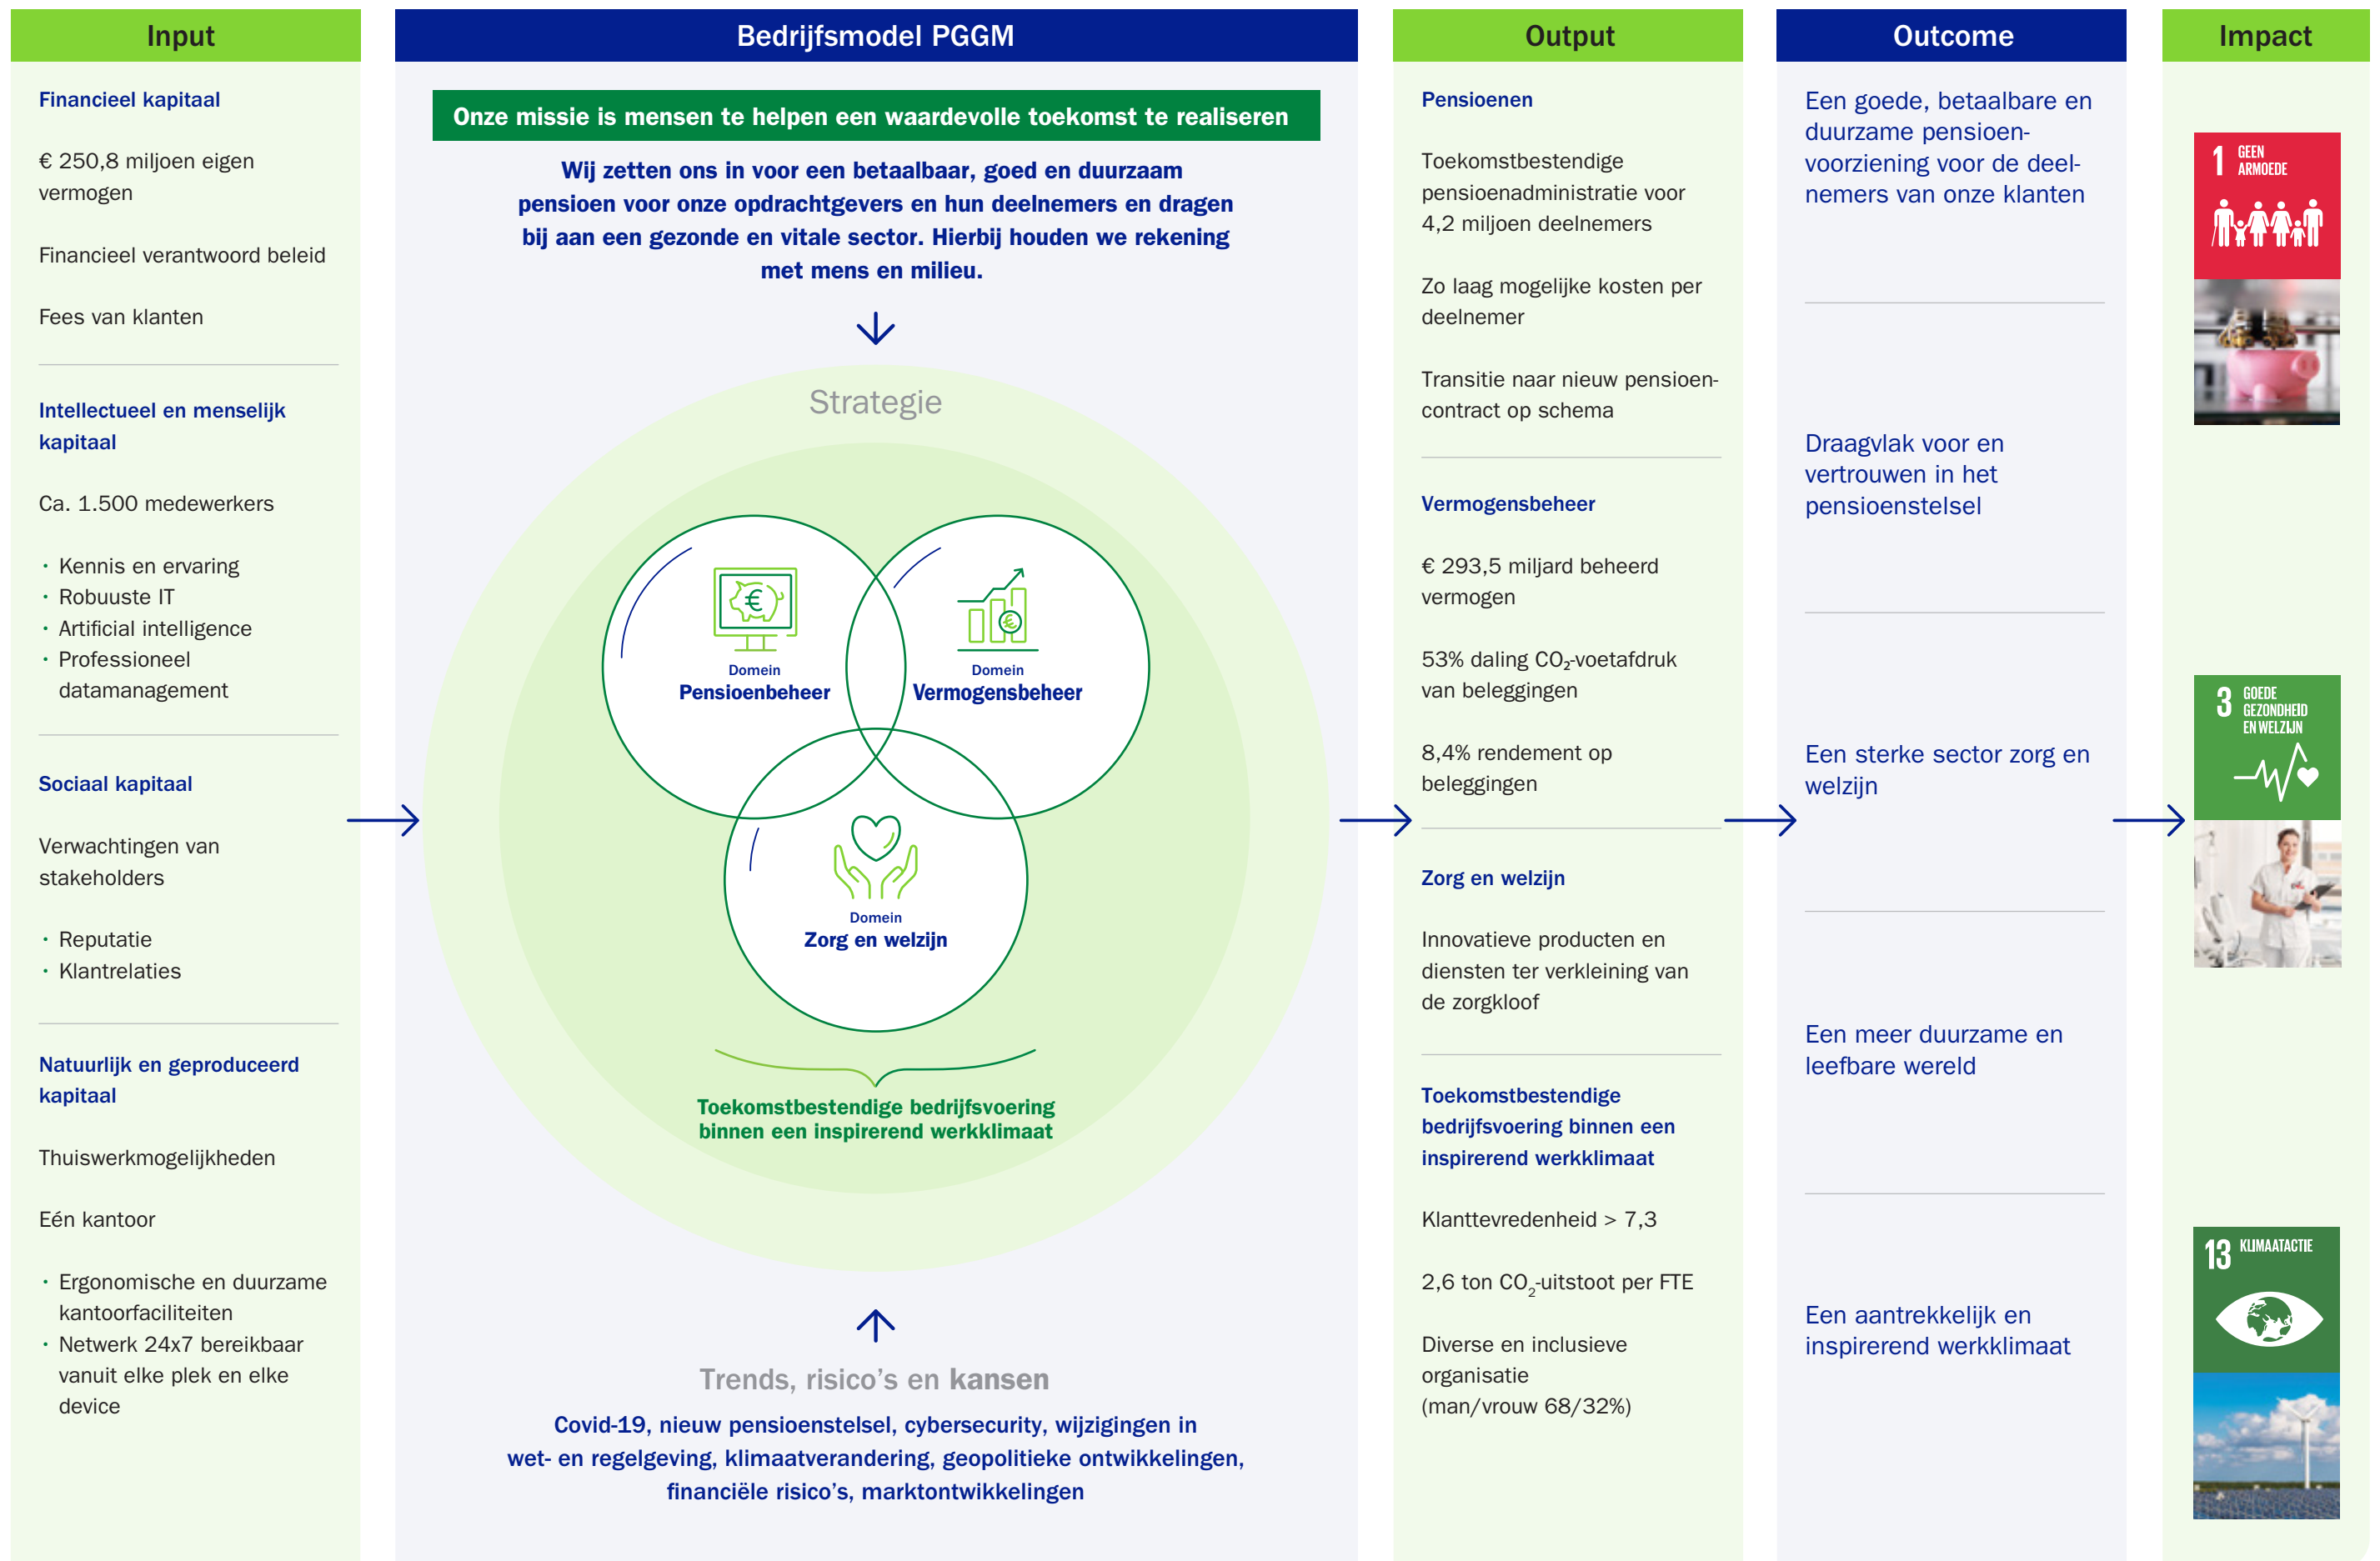 Input
Financieel kapitaal
€ 250,8 miljoen eigen
vermogen
Financieel verantwoord beleid
Fees van klanten
Intellectueel en menselijk
kapitaal
Ca. 1.500 medewerkers
• Kennis en ervaring
• Robuuste IT
• Artificial intelligence
• Professioneel
datamanagement
Sociaal kapitaal
Verwachtingen van
stakeholders
• Reputatie
• Klantrelaties
Natuurlijk en geproduceerd
kapitaal
Thuiswerkmogelijkheden
Eén kantoor
• Ergonomische en duurzame
kantoorfaciliteiten
• Netwerk 24x7 bereikbaar
vanuit elke plek en elke
device
Bedrijfsmodel PGGM
Onze missie is mensen te helpen een waardevolle toekomst te realiseren
Wij zetten ons in voor een betaalbaar, goed en duurzaam
pensioen voor onze opdrachtgevers en hun deelnemers en dragen
bij aan een gezonde en vitale sector. Hierbij houden we rekening
met mens en milieu.
Strategie
Domein
Pensioenbeheer
Domein
Vermogensbeheer
Domein
Zorg en welzijn
Toekomstbestendige bedrijfsvoering
binnen een inspirerend werkklimaat
Trends, risico’s en kansen
Covid-19, nieuw pensioenstelsel, cybersecurity, wijzigingen in
wet- en regelgeving, klimaatverandering, geopolitieke ontwikkelingen,
financiële risico’s, marktontwikkelingen
Output
Pensioenen
Toekomstbestendige
pensioenadministratie voor
4,2 miljoen deelnemers
Zo laag mogelijke kosten per
deelnemer
Transitie naar nieuw pensioen-
contract op schema
Vermogensbeheer
€ 293,5 miljard beheerd
vermogen
53% daling CO₂-voetafdruk
van beleggingen
8,4% rendement op
beleggingen
Zorg en welzijn
Innovatieve producten en
diensten ter verkleining van
de zorgkloof
Toekomstbestendige
bedrijfsvoering binnen een
inspirerend werkklimaat
Klanttevredenheid > 7,3
2,6 ton CO₂-uitstoot per FTE
Diverse en inclusieve
organisatie
(man/vrouw 68/32%)
Outcome
Een goede, betaalbare en
duurzame pensioen-
voorziening voor de deel-
nemers van onze klanten
Draagvlak voor en
vertrouwen in het
pensioenstelsel
Een sterke sector zorg en
welzijn
Een meer duurzame en
leefbare wereld
Een aantrekkelijk en
inspirerend werkklimaat
Impact
1 GEEN
ARMOEDE
3 GOEDE
GEZONDHEID
EN WELZIJN
13 KLIMAATACTIE